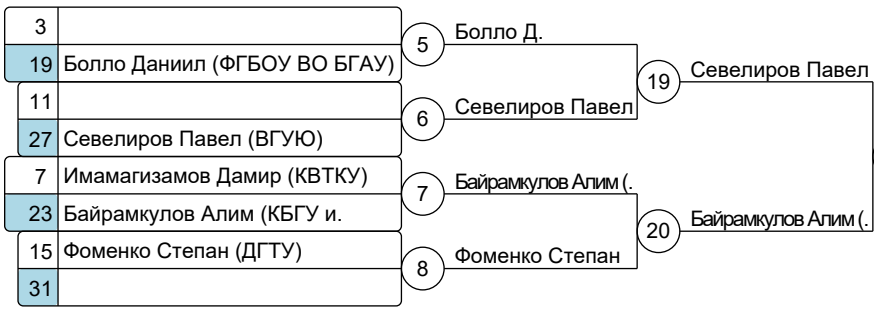 3
5 Болло Д.
19 Болло Даниил (ФГБОУ ВО БГАУ)
19 Севелиров Павел
11
6 Севелиров Павел
27 Севелиров Павел (ВГУЮ)
7 Имамагизамов Дамир (КВТКУ)
7 Байрамкулов Алим (.
23 Байрамкулов Алим (КБГУ и.
20 Байрамкулов Алим (.
15 Фоменко Степан (ДГТУ)
8 Фоменко Степан
31